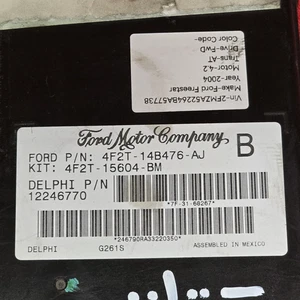 Vin-2FMZA52264BA57738
Make-Ford Freestar
Year-2004
Motor-4.2
Trans-AT
Drive-FWD
Color Code-
Ford Motor Company
B
FORD P/N: 4F2T-14B476-AJ
KIT: 4F2T-15604-BM
DELPHI P/N
12246770
*7F-31-68267*
*246790RA33220350*
DELPHI G261S ASSEMBLED IN MEXICO